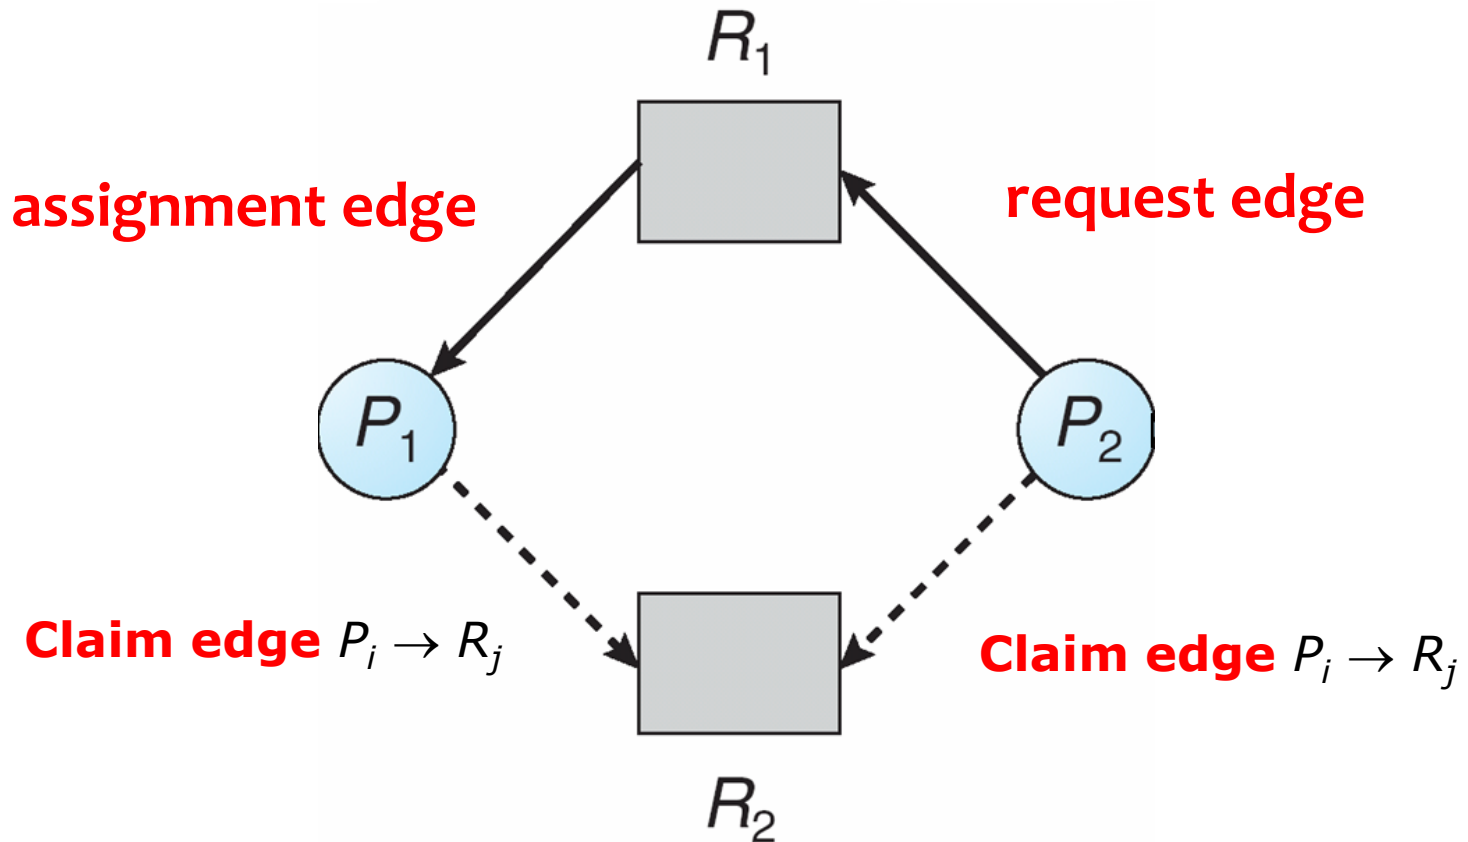 R₁
assignment edge
request edge
P₁
P₂
Claim edge Pᵢ → Rⱼ
Claim edge Pᵢ → Rⱼ
R₂